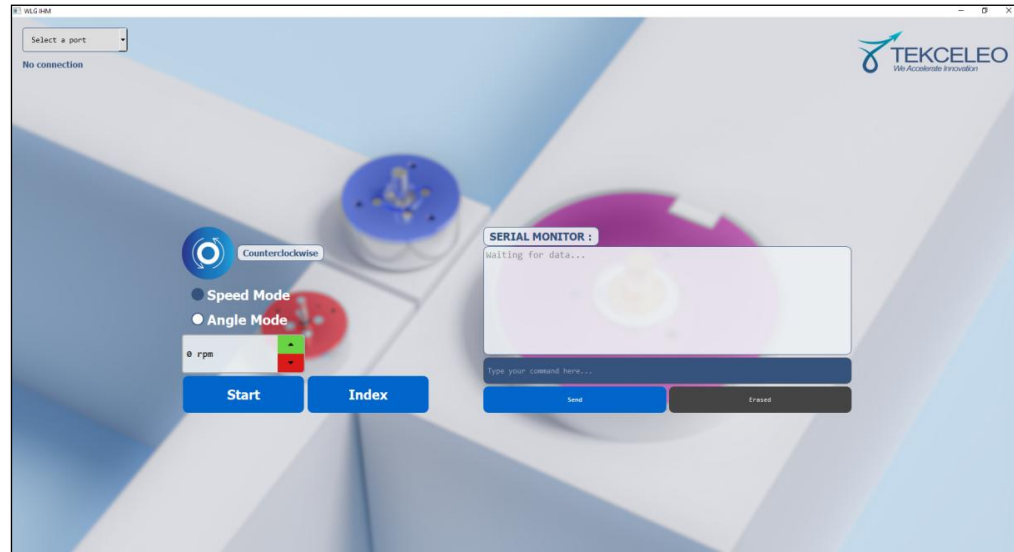 WLG IHM
Select a port
No connection
TEKCELEO
We Accelerate Innovation
Counterclockwise
Speed Mode
Angle Mode
0 rpm
Start
Index
SERIAL MONITOR :
Waiting for data...
Type your command here...
Send
Erased